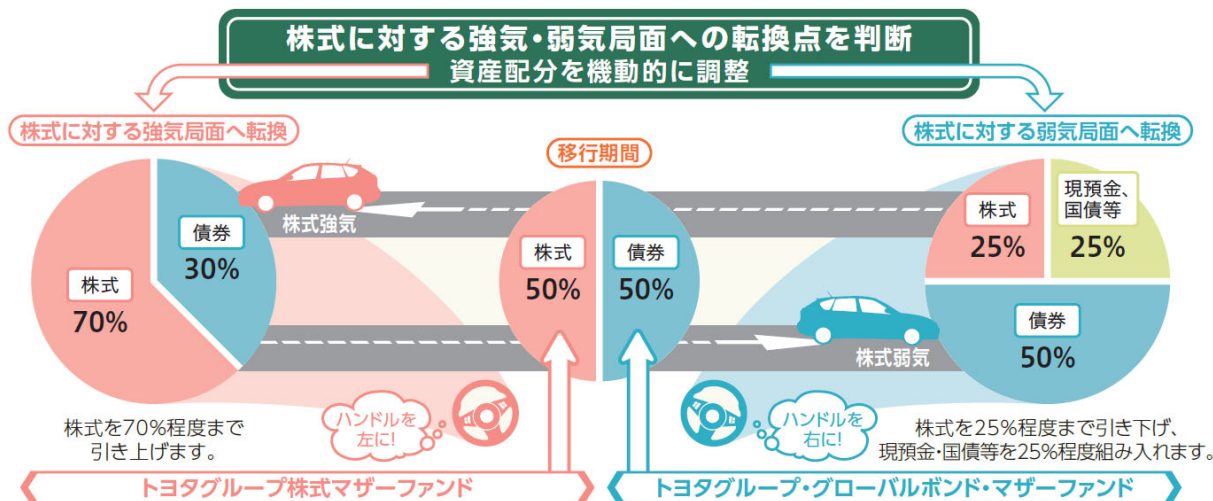 株式に対する強気・弱気局面への転換点を判断
資産配分を機動的に調整
株式に対する強気局面へ転換
移行期間
株式に対する弱気局面へ転換
債券
30%
株式
70%
株式強気
株式
50%
債券
50%
株式
25%
現預金、
国債等
25%
債券
50%
株式弱気
株式を70%程度まで
引き上げます。
ハンドルを
左に!
ハンドルを
右に!
株式を25%程度まで引き下げ、
現預金・国債等を25%程度組み入れます。
トヨタグループ株式マザーファンド
トヨタグループ・グローバルボンド・マザーファンド